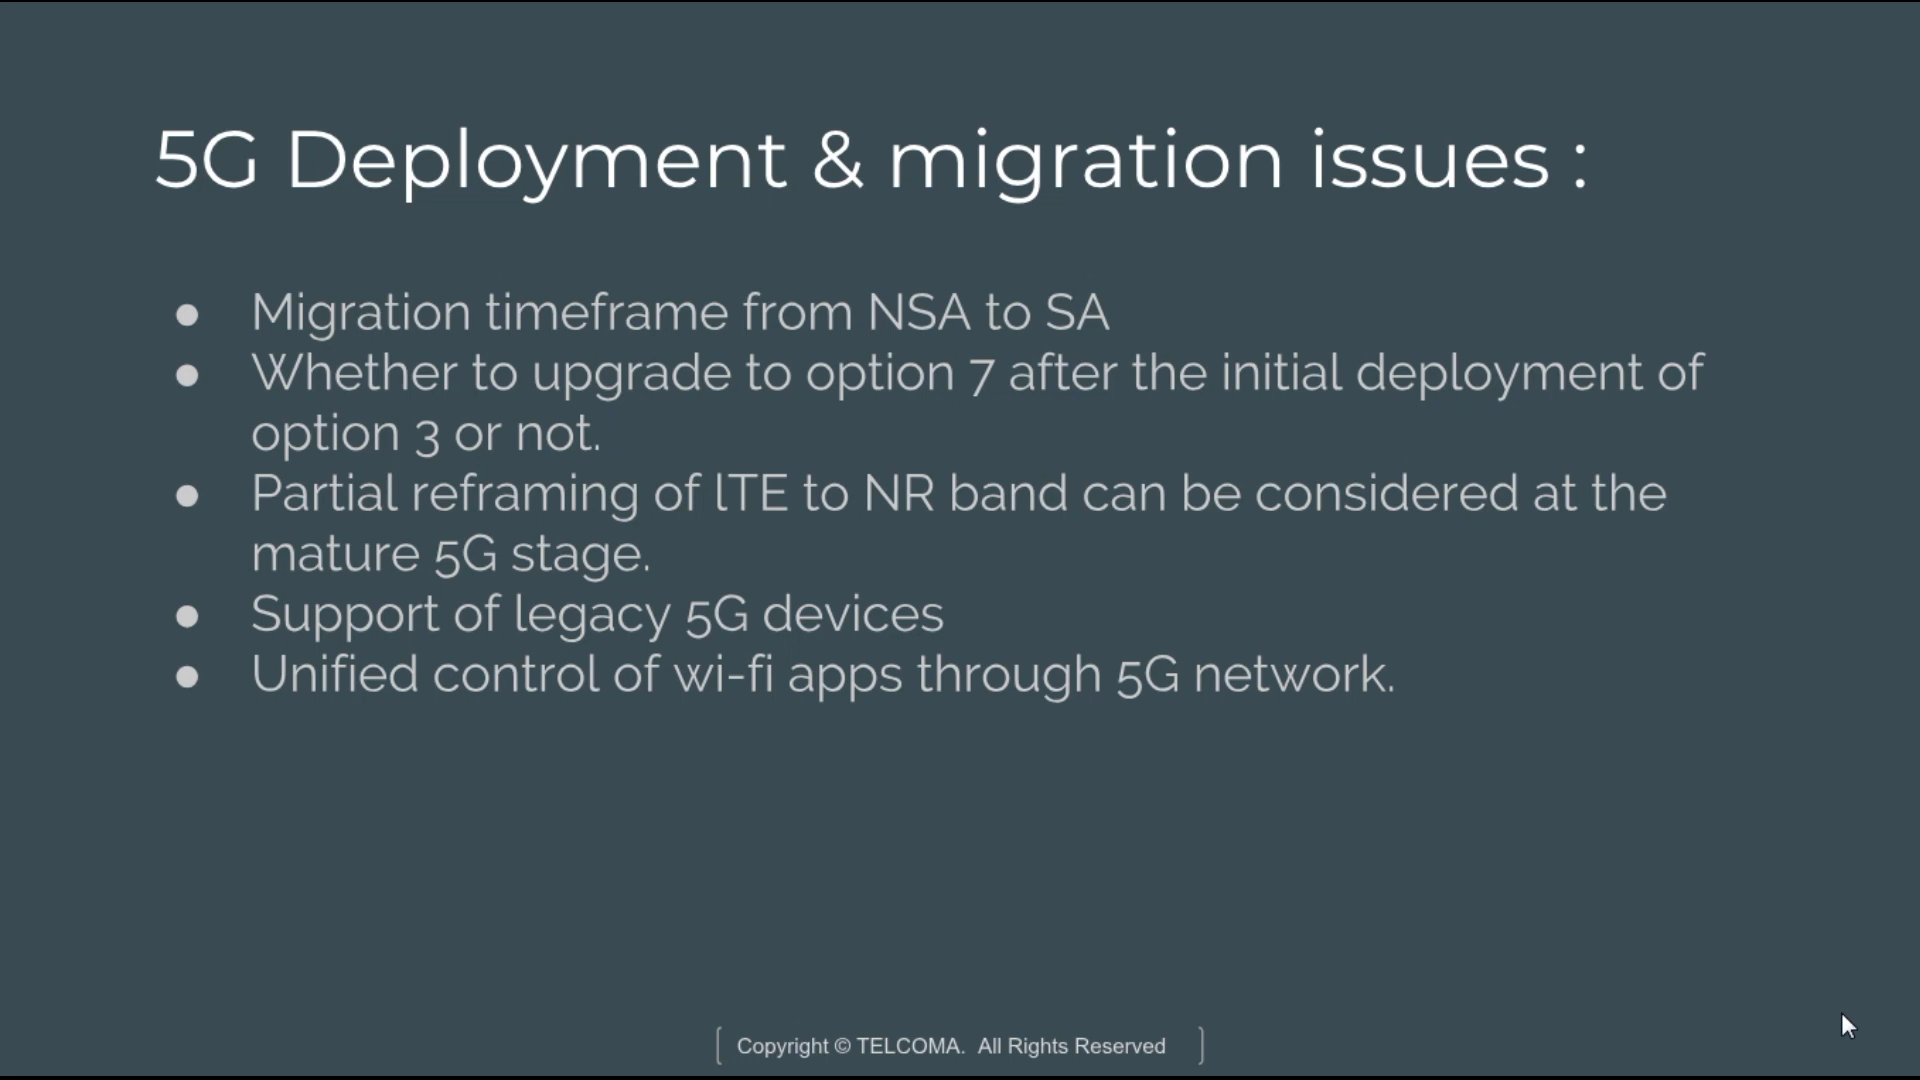 5G Deployment & migration issues :
● Migration timeframe from NSA to SA
● Whether to upgrade to option 7 after the initial deployment of
option 3 or not.
● Partial reframing of lTE to NR band can be considered at the
mature 5G stage.
● Support of legacy 5G devices
● Unified control of wi-fi apps through 5G network.
[ Copyright © TELCOMA. All Rights Reserved ]